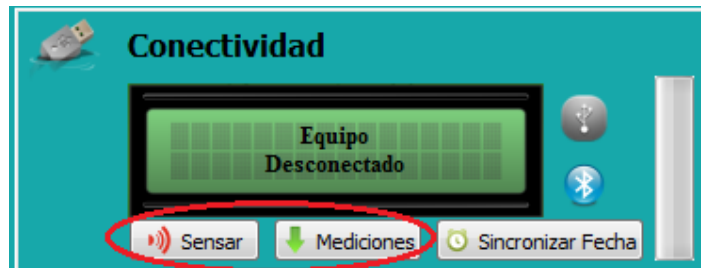 Conectividad
Equipo
Desconectado
Sensar Mediciones Sincronizar Fecha